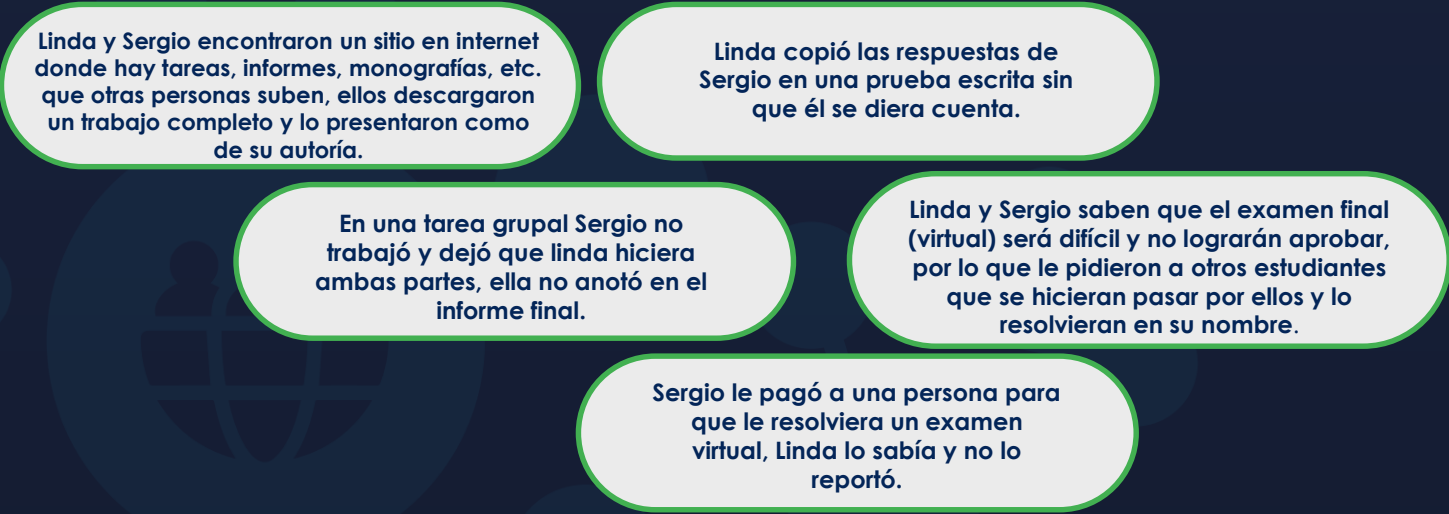 Linda y Sergio encontraron un sitio en internet
donde hay tareas, informes, monografías, etc.
que otras personas suben, ellos descargaron
un trabajo completo y lo presentaron como
de su autoría.
Linda copió las respuestas de
Sergio en una prueba escrita sin
que él se diera cuenta.
En una tarea grupal Sergio no
trabajó y dejó que linda hiciera
ambas partes, ella no anotó en el
informe final.
Linda y Sergio saben que el examen final
(virtual) será difícil y no lograrán aprobar,
por lo que le pidieron a otros estudiantes
que se hicieran pasar por ellos y lo
resolvieran en su nombre.
Sergio le pagó a una persona para
que le resolviera un examen
virtual, Linda lo sabía y no lo
reportó.